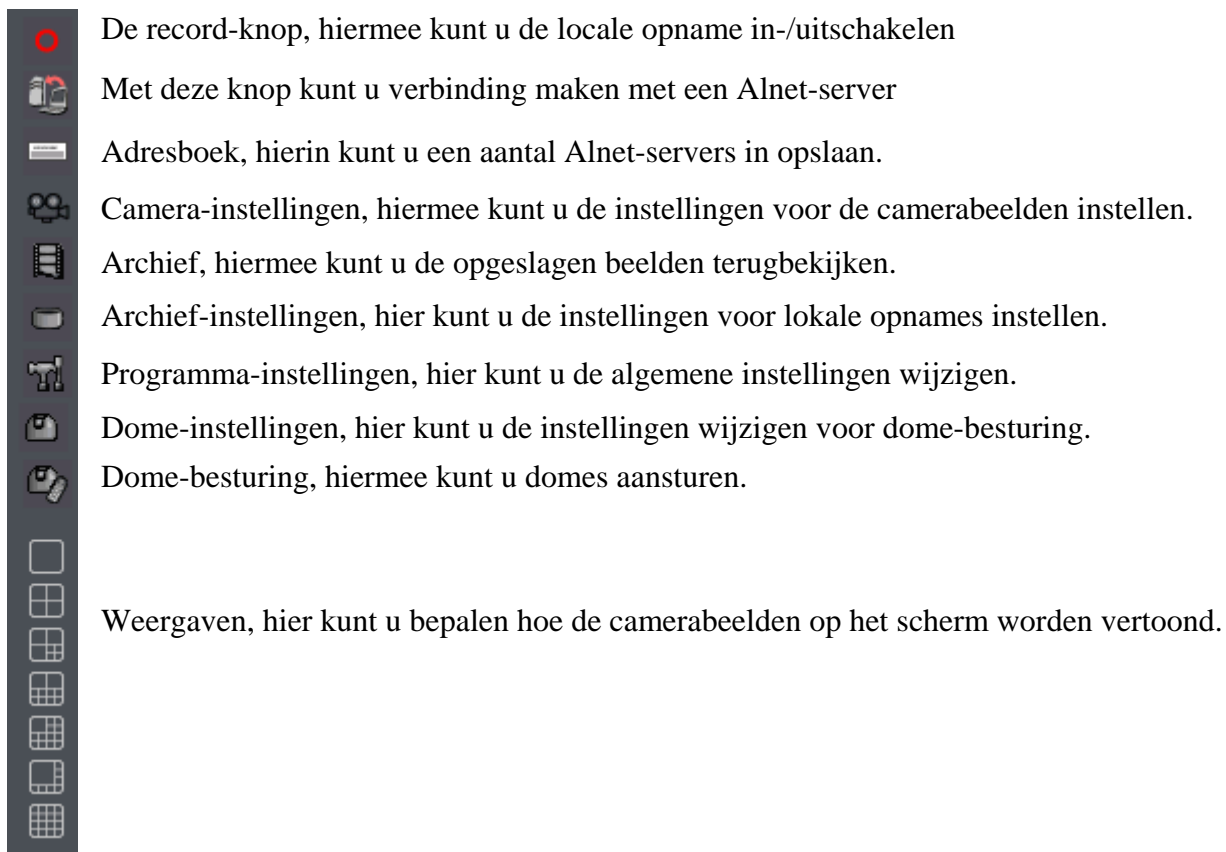 De record-knop, hiermee kunt u de locale opname in-/uitschakelen
Met deze knop kunt u verbinding maken met een Alnet-server
Adresboek, hierin kunt u een aantal Alnet-servers in opslaan.
Camera-instellingen, hiermee kunt u de instellingen voor de camerabeelden instellen.
Archief, hiermee kunt u de opgeslagen beelden terugbekijken.
Archief-instellingen, hier kunt u de instellingen voor lokale opnames instellen.
Programma-instellingen, hier kunt u de algemene instellingen wijzigen.
Dome-instellingen, hier kunt u de instellingen wijzigen voor dome-besturing.
Dome-besturing, hiermee kunt u domes aansturen.
Weergaven, hier kunt u bepalen hoe de camerabeelden op het scherm worden vertoond.